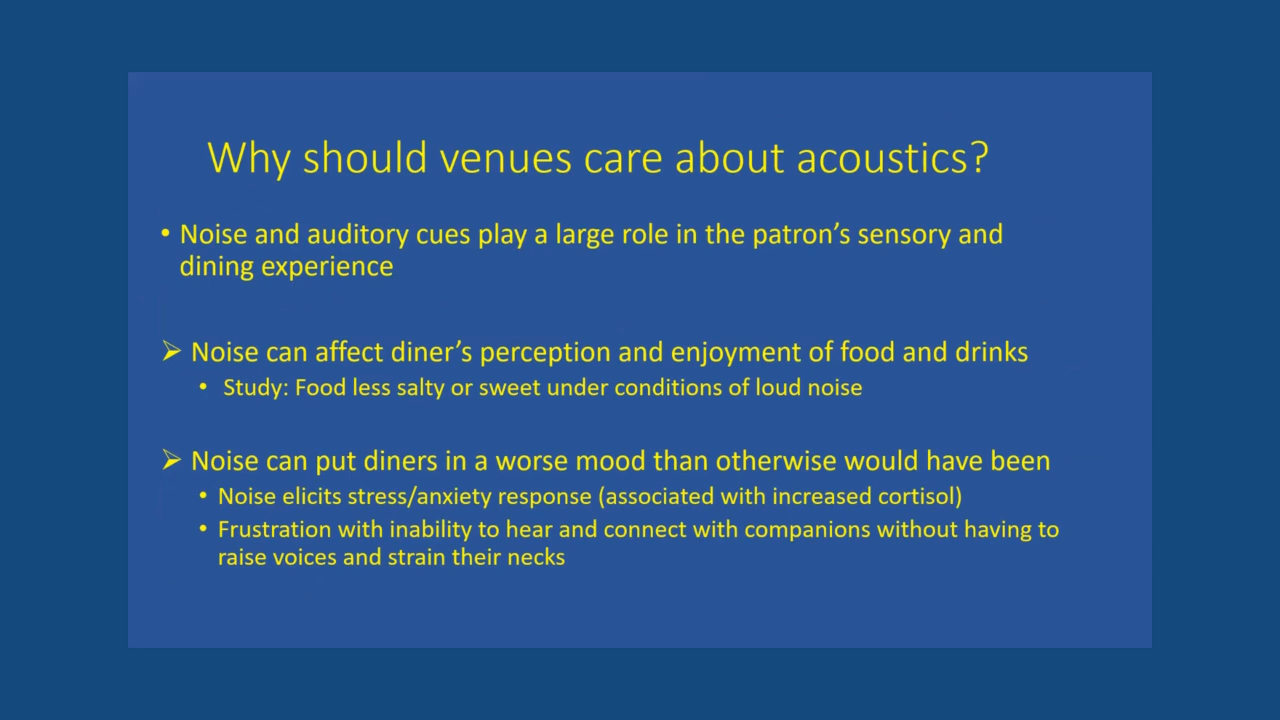 Why should venues care about acoustics?
• Noise and auditory cues play a large role in the patron’s sensory and
dining experience
➢ Noise can affect diner’s perception and enjoyment of food and drinks
• Study: Food less salty or sweet under conditions of loud noise
➢ Noise can put diners in a worse mood than otherwise would have been
• Noise elicits stress/anxiety response (associated with increased cortisol)
• Frustration with inability to hear and connect with companions without having to
raise voices and strain their necks